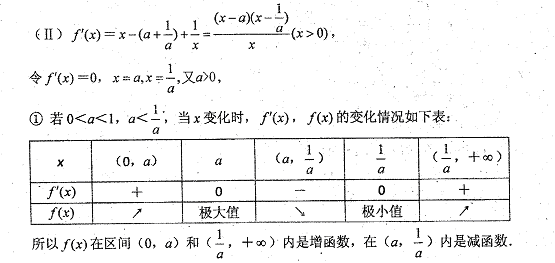 (Ⅱ) f′(x)=x-(a+1/a)+1/x=(x-a)(x-1/a)/x(x>0),
令f′(x)=0, x=a,x=1/a,又a>0,
① 若0<a<1, a<1/a, 当x变化时, f′(x), f(x)的变化情况如下表:
x (0, a) a (a, 1/a) 1/a (1/a, +∞)
f′(x) + 0 − 0 +
f(x) ↗ 极大值 ↘ 极小值 ↗
所以f(x)在区间(0, a)和(1/a, +∞)内是增函数, 在(a, 1/a)内是减函数.